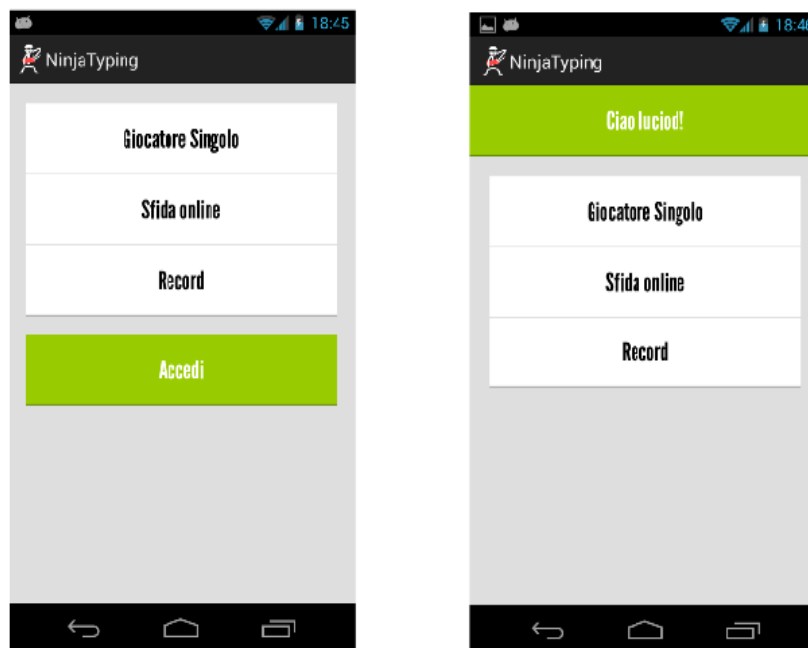 18:45
NinjaTyping
Giocatore Singolo
Sfida online
Record
Accedi
18:46
NinjaTyping
Ciao luciod!
Giocatore Singolo
Sfida online
Record